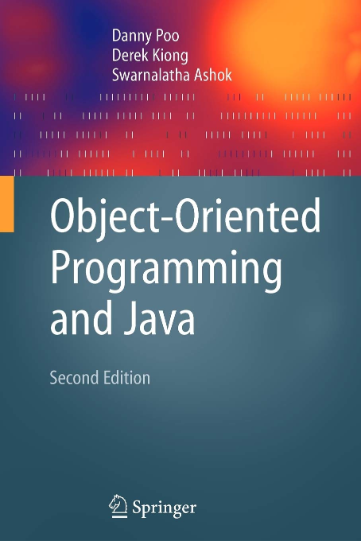 Danny Poo
Derek Kiong
Swarnalatha Ashok
Object-Oriented
Programming
and Java
Second Edition
Springer